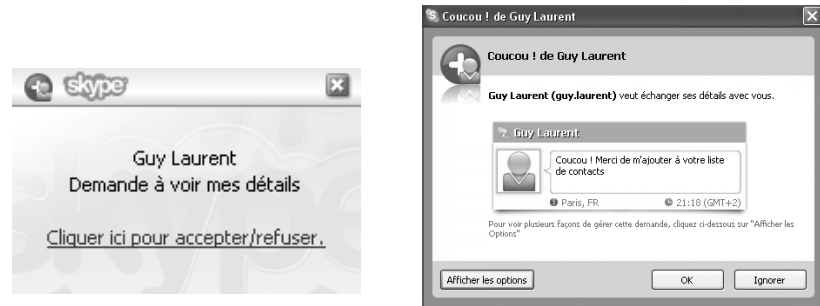 skype
Guy Laurent
Demande à voir mes détails
Cliquer ici pour accepter/refuser.
Coucou ! de Guy Laurent
Coucou ! de Guy Laurent
Guy Laurent (guy.laurent) veut échanger ses détails avec vous.
Guy Laurent
Coucou ! Merci de m'ajouter à votre liste
de contacts
Paris, FR 21:18 (GMT+2)
Pour voir plusieurs façons de gérer cette demande, cliquez ci-dessous sur "Afficher les
Options"
Afficher les options OK Ignorer